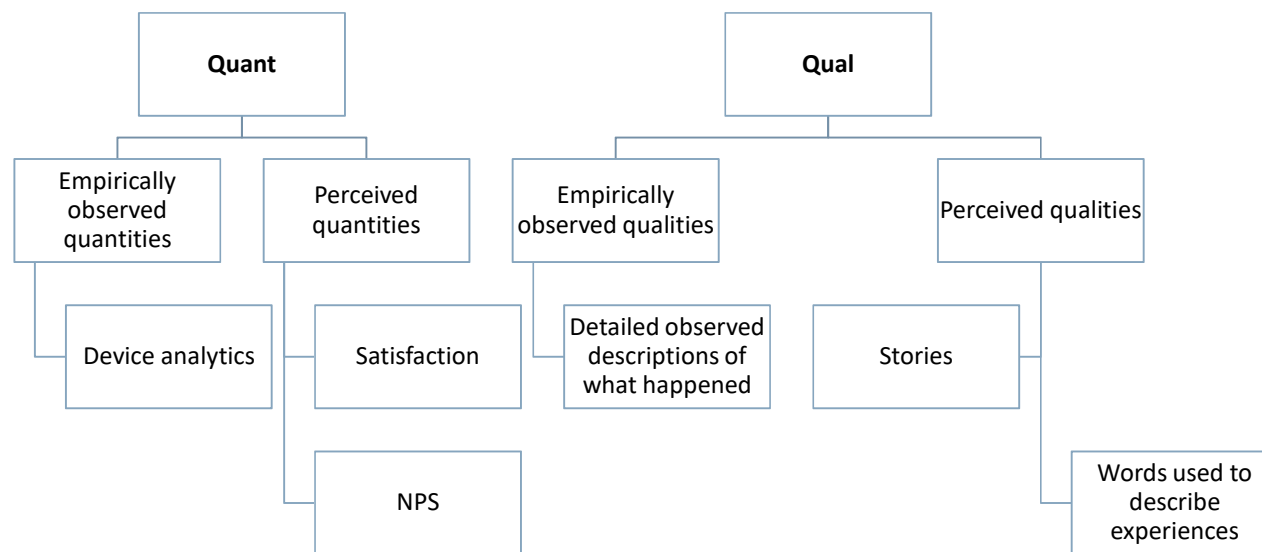 Quant
Qual
Empirically
observed
quantities
Perceived
quantities
Empirically
observed qualities
Perceived qualities
Device analytics
Satisfaction
Detailed observed
descriptions of
what happened
Stories
NPS
Words used to
describe
experiences